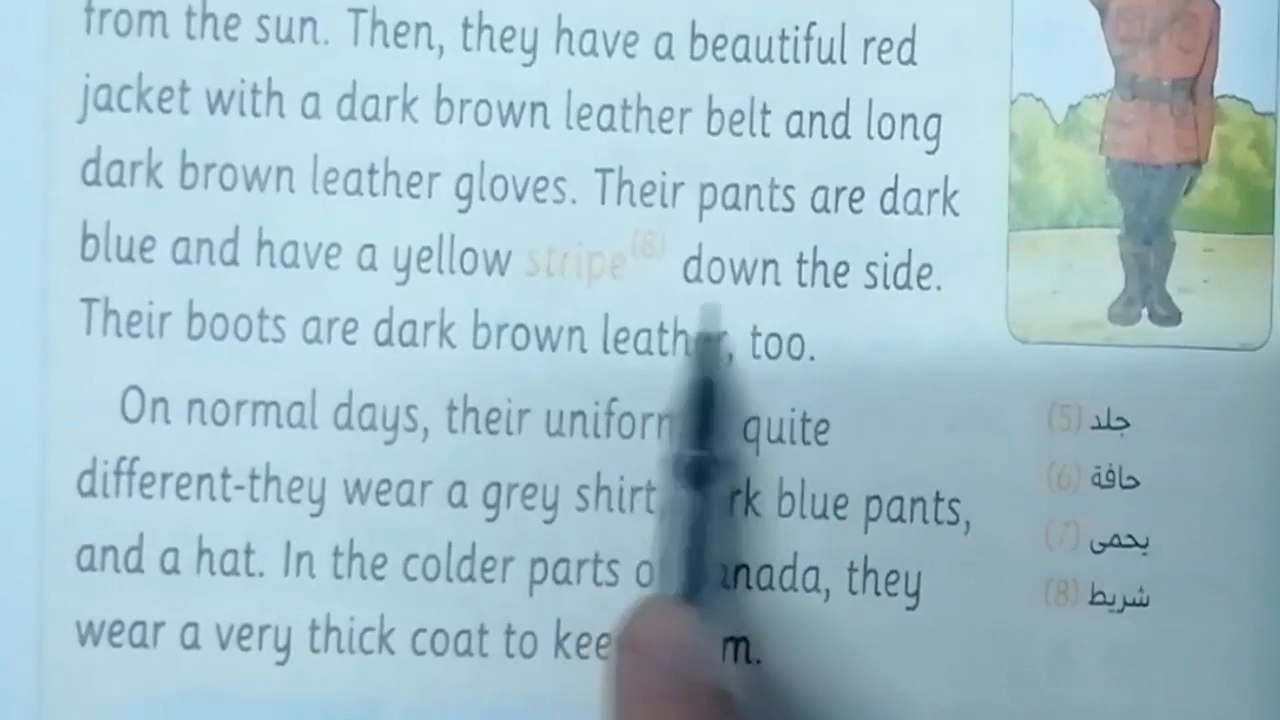 from the sun. Then, they have a beautiful red
jacket with a dark brown leather belt and long
dark brown leather gloves. Their pants are dark
blue and have a yellow stripe(8) down the side.
Their boots are dark brown leather, too.
On normal days, their uniform quite
different-they wear a grey shirt, rk blue pants,
and a hat. In the colder parts o anada, they
wear a very thick coat to kee m.
(5) جلد
(6) حافة
(7) يحمى
(8) شريط